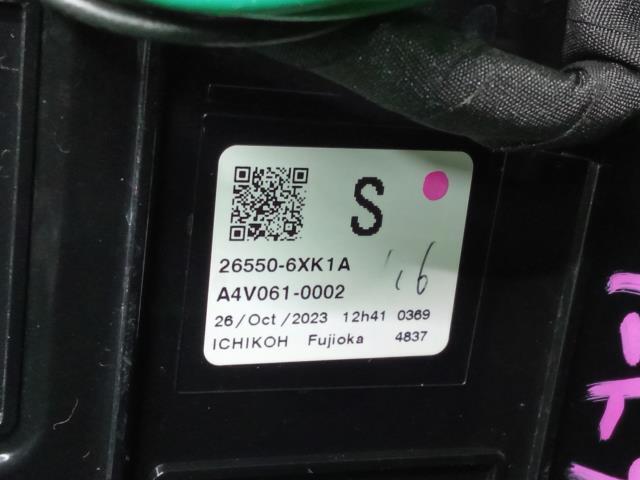 S
26550-6XK1A
A4V061-0002
26/Oct/2023 12h41 0369
ICHIKOH Fujioka 4837